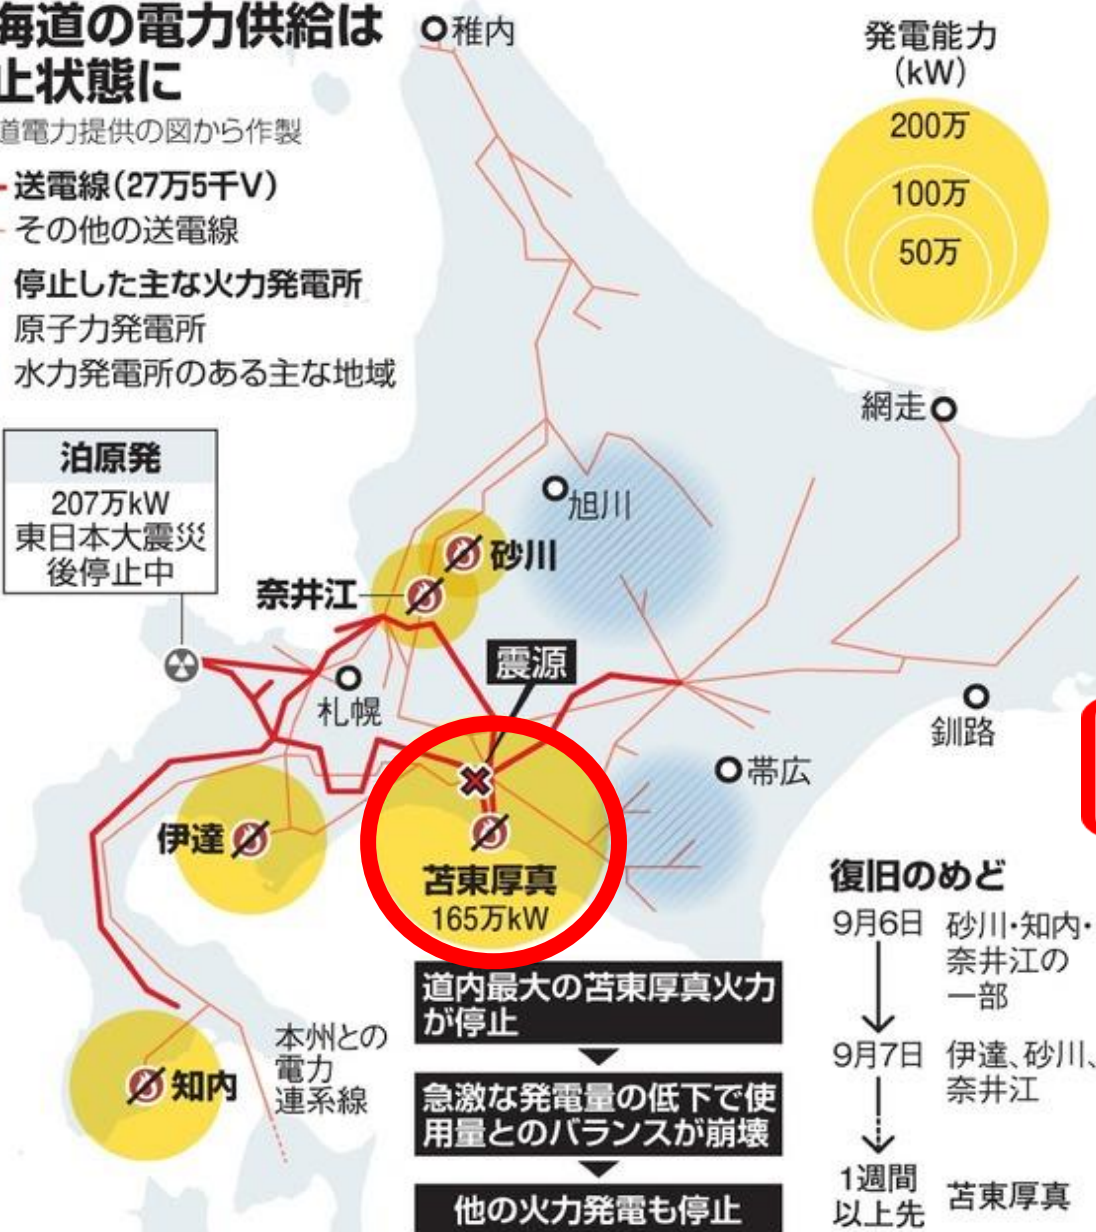 海道の電力供給は
止状態に
道電力提供の図から作製
送電線(27万5千V)
その他の送電線
停止した主な火力発電所
原子力発電所
水力発電所のある主な地域
発電能力
(kW)
200万
100万
50万
稚内
網走
旭川
泊原発
207万kW
東日本大震災
後停止中
砂川
奈井江
震源
札幌
釧路
帯広
伊達
苫東厚真
165万kW
知内
本州との
電力
連系線
道内最大の苫東厚真火力
が停止
急激な発電量の低下で使
用量とのバランスが崩壊
他の火力発電も停止
復旧のめど
9月6日 砂川・知内・
奈井江の
一部
9月7日 伊達、砂川、
奈井江
1週間
以上先 苫東厚真